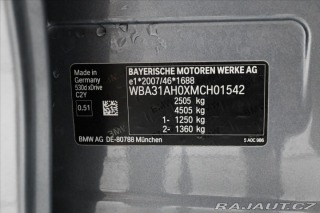 Made in
Germany
530d xDrive
C2Y
0.51
BAYERISCHE MOTOREN WERKE AG
e1*2007/46*1688
WBA31AH0XMCH01542
2505 kg
4505 kg
1- 1250 kg
2- 1360 kg
BMW AG DE-80788 München
RAJAUT.CZ